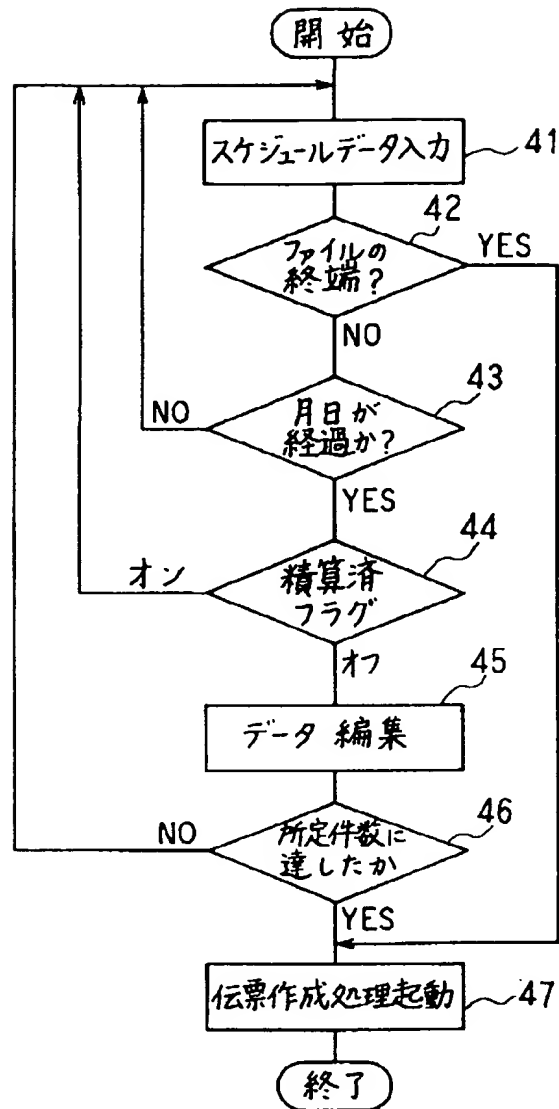 開始
スケジュールデータ入力
41
42
ファイルの
終端?
YES
NO
43
月日が
経過か?
NO
YES
44
精算済
フラグ
オン
オフ
45
データ 編集
46
所定件数に
達したか
NO
YES
伝票作成処理起動
47
終了